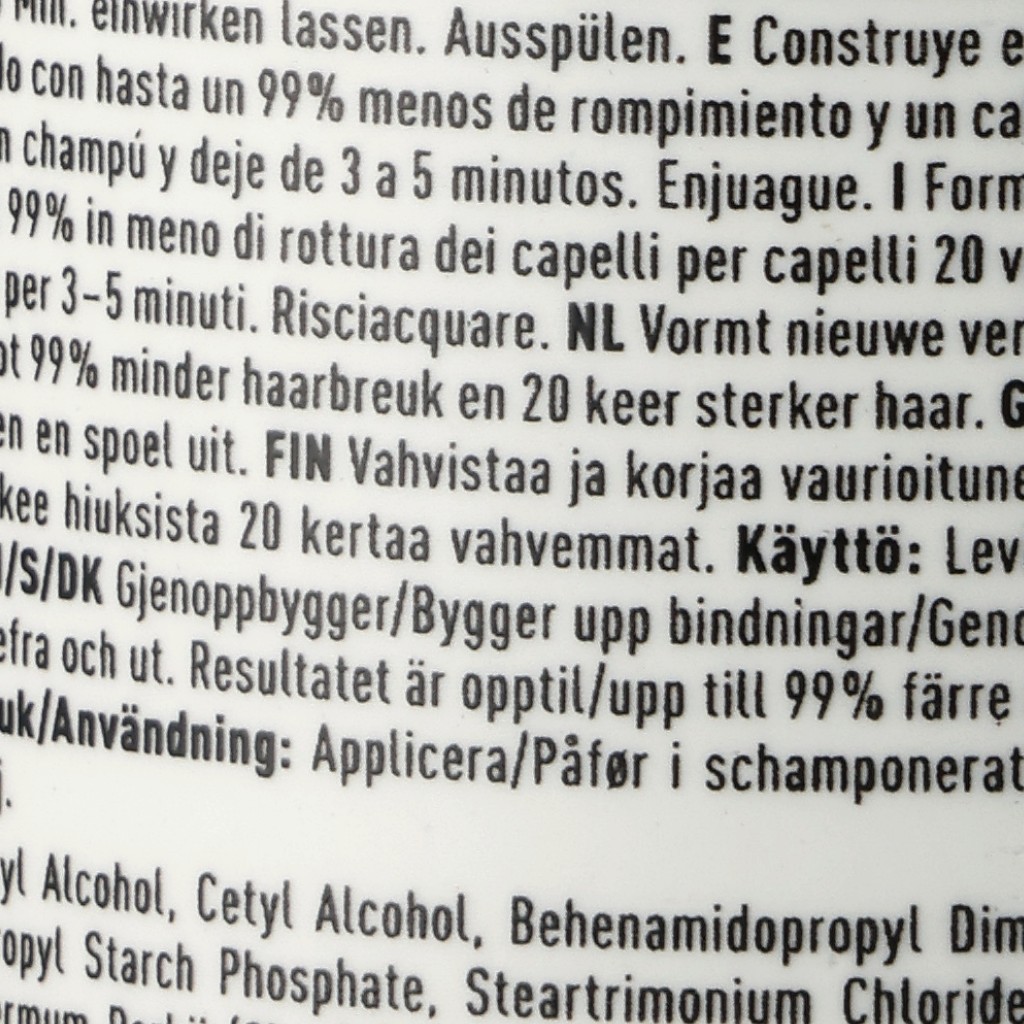 Min. einwirken lassen. Ausspülen. E Construye e
do con hasta un 99% menos de rompimiento y un ca
n champú y deje de 3 a 5 minutos. Enjuague. I Form
99% in meno di rottura dei capelli per capelli 20 v
per 3-5 minuti. Risciacquare. NL Vormt nieuwe ver
ot 99% minder haarbreuk en 20 keer sterker haar. G
en en spoel uit. FIN Vahvistaa ja korjaa vaurioitune
kee hiuksista 20 kertaa vahvemmat. Käyttö: Lev
/S/DK Gjenoppbygger/Bygger upp bindningar/Geno
efra och ut. Resultatet är opptil/upp till 99% färre
uk/Användning: Applicera/Påfør i schamponerat
j.
yl Alcohol, Cetyl Alcohol, Behenamidopropyl Dim
opyl Starch Phosphate, Steartrimonium Chloride